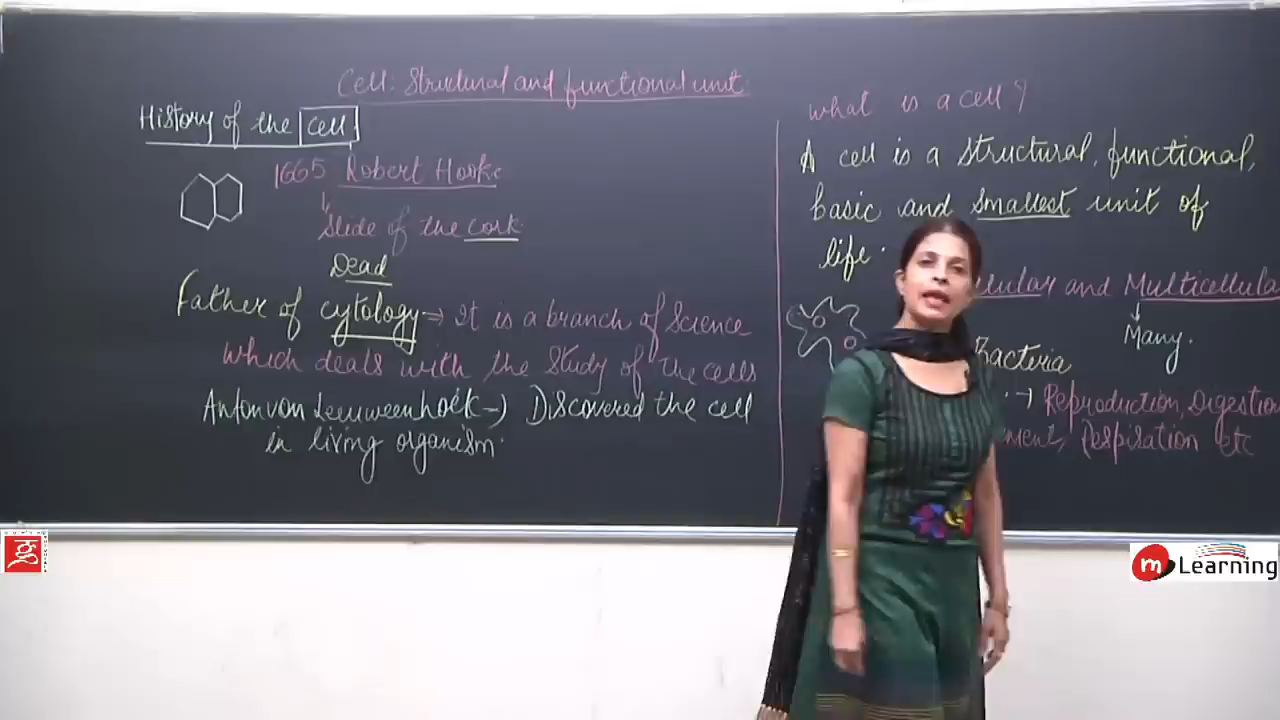 Cell: Structural and functional unit:
History of the cell.
1665 Robert Hooke
Slide of the cork.
Dead
Father of cytology → It is a branch of Science
Which deals with the Study of the cells
Anton von Leeuwenhoek → Discovered the cell
in living organism.
What is a cell?
A cell is a structural, functional,
basic and smallest unit of
life.
and Multicellula
Many.
Bacteria
→ Reproduction, Digestion
Respiration etc
m Learning